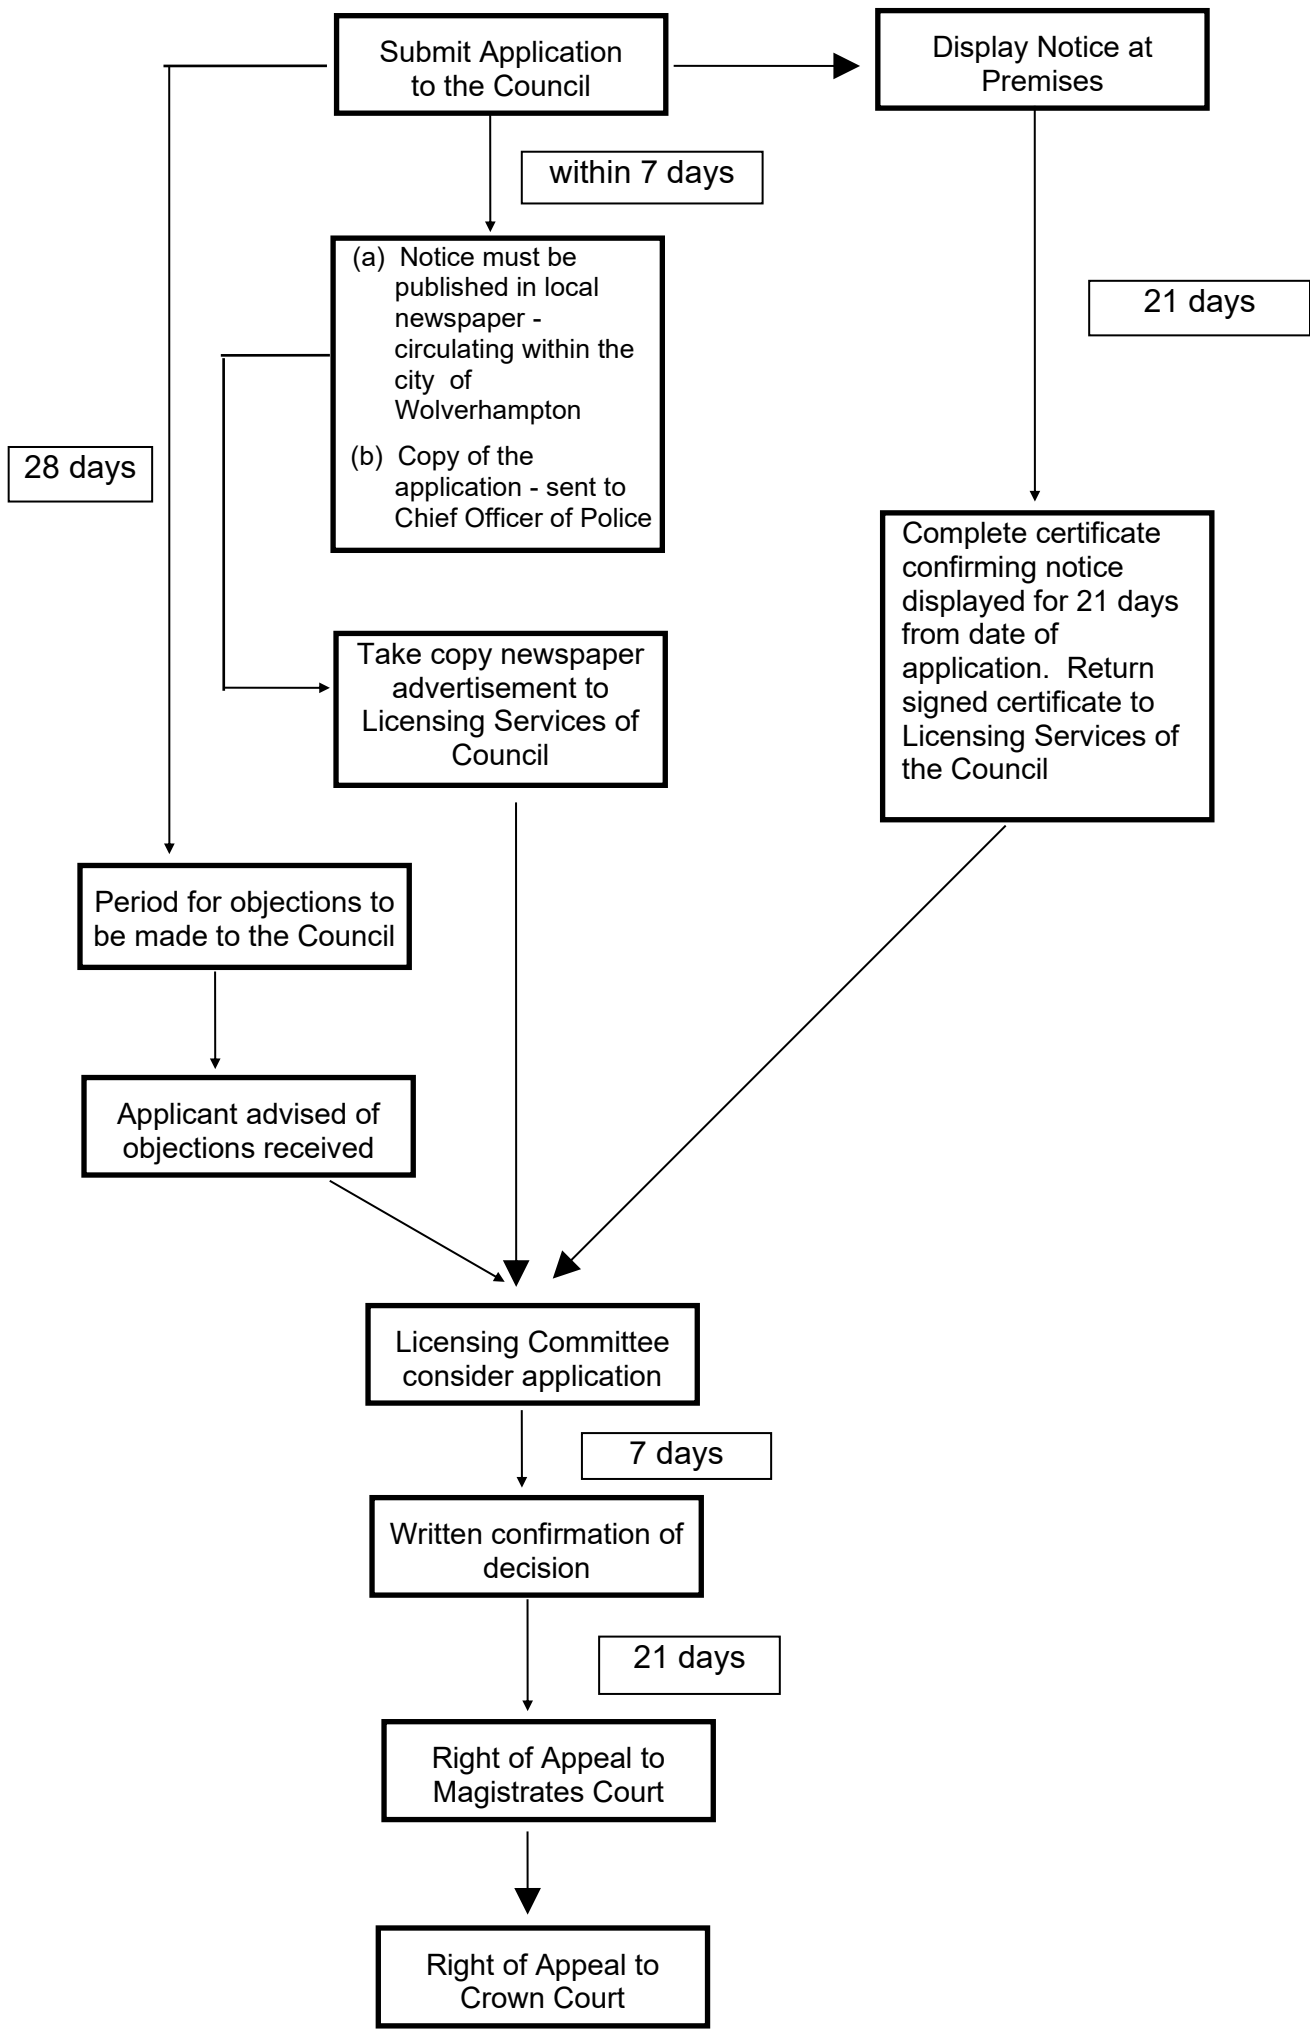 Submit Application
to the Council
Display Notice at
Premises
within 7 days
(a) Notice must be
published in local
newspaper -
circulating within the
city of
Wolverhampton
(b) Copy of the
application - sent to
Chief Officer of Police
21 days
28 days
Complete certificate
confirming notice
displayed for 21 days
from date of
application. Return
signed certificate to
Licensing Services of
the Council
Take copy newspaper
advertisement to
Licensing Services of
Council
Period for objections to
be made to the Council
Applicant advised of
objections received
Licensing Committee
consider application
7 days
Written confirmation of
decision
21 days
Right of Appeal to
Magistrates Court
Right of Appeal to
Crown Court